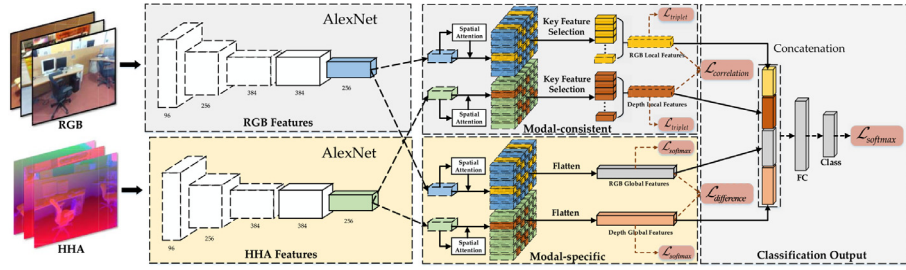 AlexNet
96
256
384
384
256
RGB
RGB Features
AlexNet
96
256
384
384
256
HHA
HHA Features
Spatial
Attention
Key Feature
Selection
RGB Local Features
ℒtriplet
Spatial
Attention
Key Feature
Selection
Depth Local Features
ℒtriplet
ℒcorrelation
Modal-consistent
Spatial
Attention
Flatten
RGB Global Features
ℒsoftmax
Spatial
Attention
Flatten
Depth Global Features
ℒsoftmax
ℒdifference
Modal-specific
Concatenation
FC
Class
ℒsoftmax
Classification Output